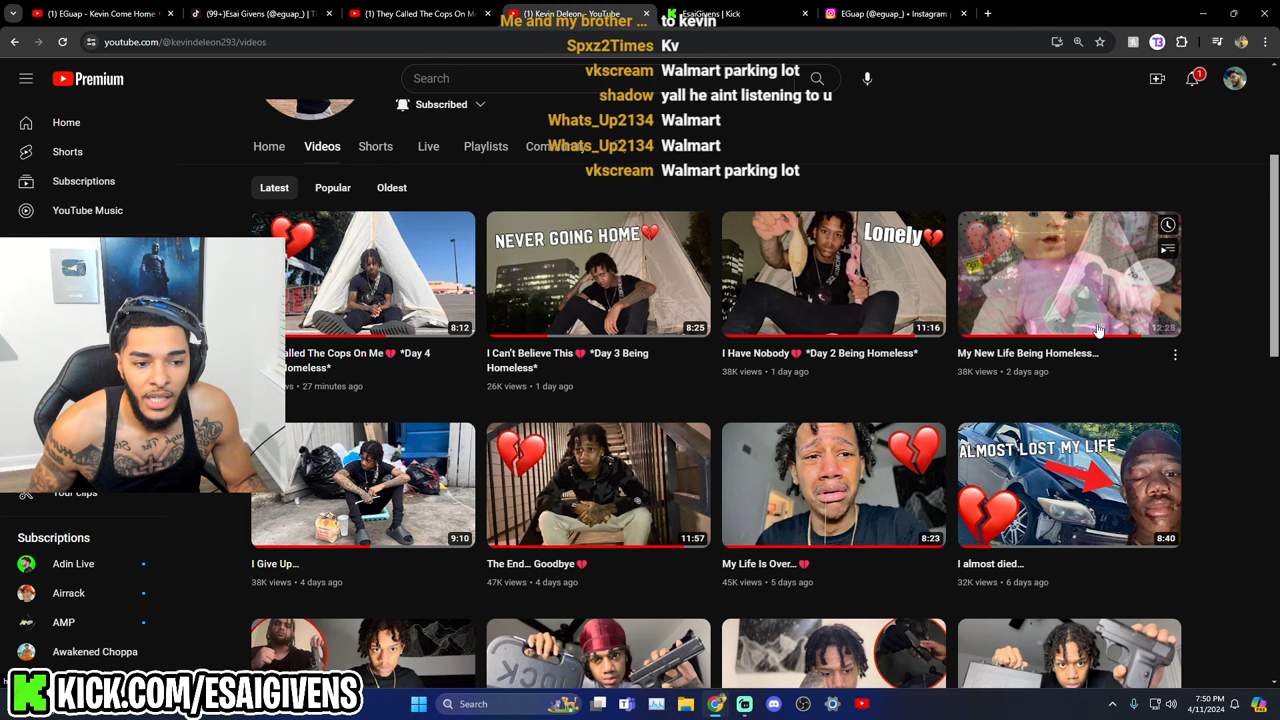 (1) EGuap - Kevin Come Home
(99+) Esai Givens (@eguap_) | Ti
(1) They Called The Cops On M
(1) Kevin Deleon - YouTube
EsaiGivens | Kick
EGuap (@eguap_) • Instagram
youtube.com/@kevindeleon293/videos
Me and my brother ... to kevin
Spxz2Times Kv
vkscream Walmart parking lot
shadow yall he aint listening to u
Whats_Up2134 Walmart
Whats_Up2134 Walmart
vkscream Walmart parking lot
Premium
Search
1
Subscribed
Home
Shorts
Subscriptions
YouTube Music
Home Videos Shorts Live Playlists
Latest Popular Oldest
8:12
NEVER GOING HOME
8:25
Lonely
11:16
12:28
alled The Cops On Me💔 *Day 4
Homeless*
27 minutes ago
I Can't Believe This💔 *Day 3 Being
Homeless*
26K views • 1 day ago
I Have Nobody💔 *Day 2 Being Homeless*
38K views • 1 day ago
My New Life Being Homeless...
38K views • 2 days ago
9:10
11:57
8:23
ALMOST LOST MY LIFE
8:40
I Give Up...
38K views • 4 days ago
The End... Goodbye💔
47K views • 4 days ago
My Life Is Over...💔
45K views • 5 days ago
I almost died...
32K views • 6 days ago
Your clips
Subscriptions
Adin Live
Airrack
AMP
Awakened Choppa
K KICK.COM/ESAIGIVENS
Search
7:50 PM
4/11/2024